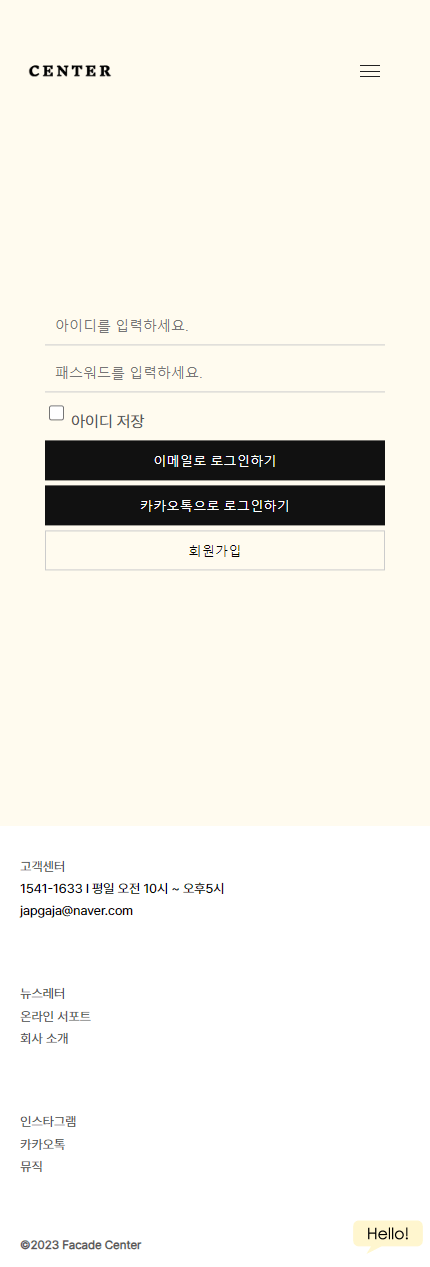 CENTER
아이디를 입력하세요.
패스워드를 입력하세요.
아이디 저장
이메일로 로그인하기
카카오톡으로 로그인하기
회원가입
고객센터
1541-1633 I 평일 오전 10시 ~ 오후5시
japgaja@naver.com
뉴스레터
온라인 서포트
회사 소개
인스타그램
카카오톡
뮤직
Hello!
©2023 Facade Center